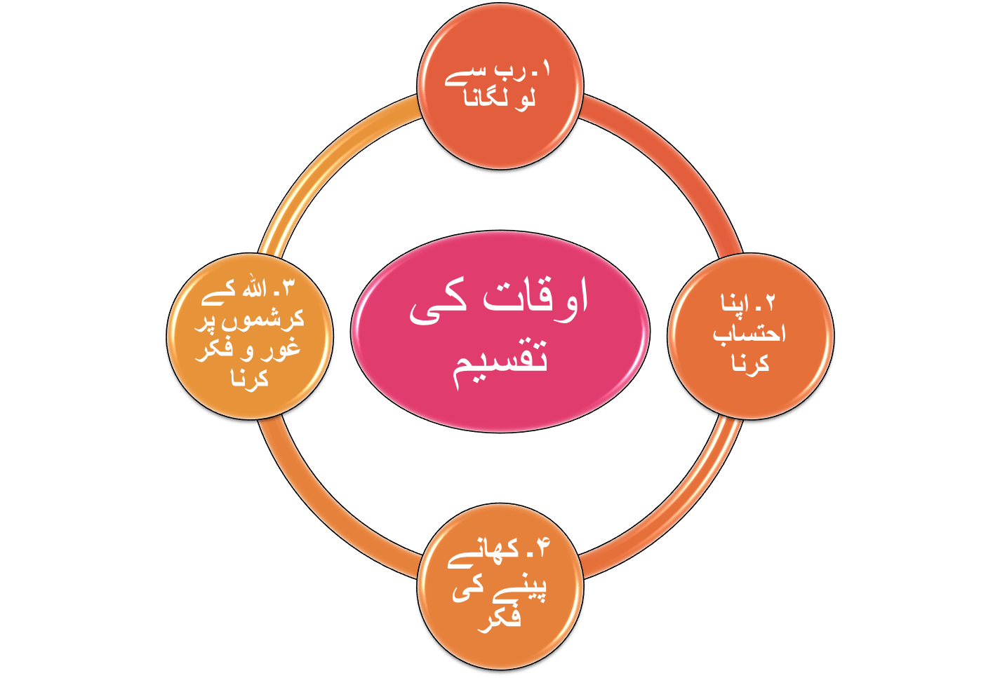 ۱۔ رب سے
لو لگانا
اوقات کی
تقسیم
۲۔ اپنا
احتساب
کرنا
۳۔ اللہ کے
کرشموں پر
غور و فکر
کرنا
۴۔ کھانے
پینے کی
فکر